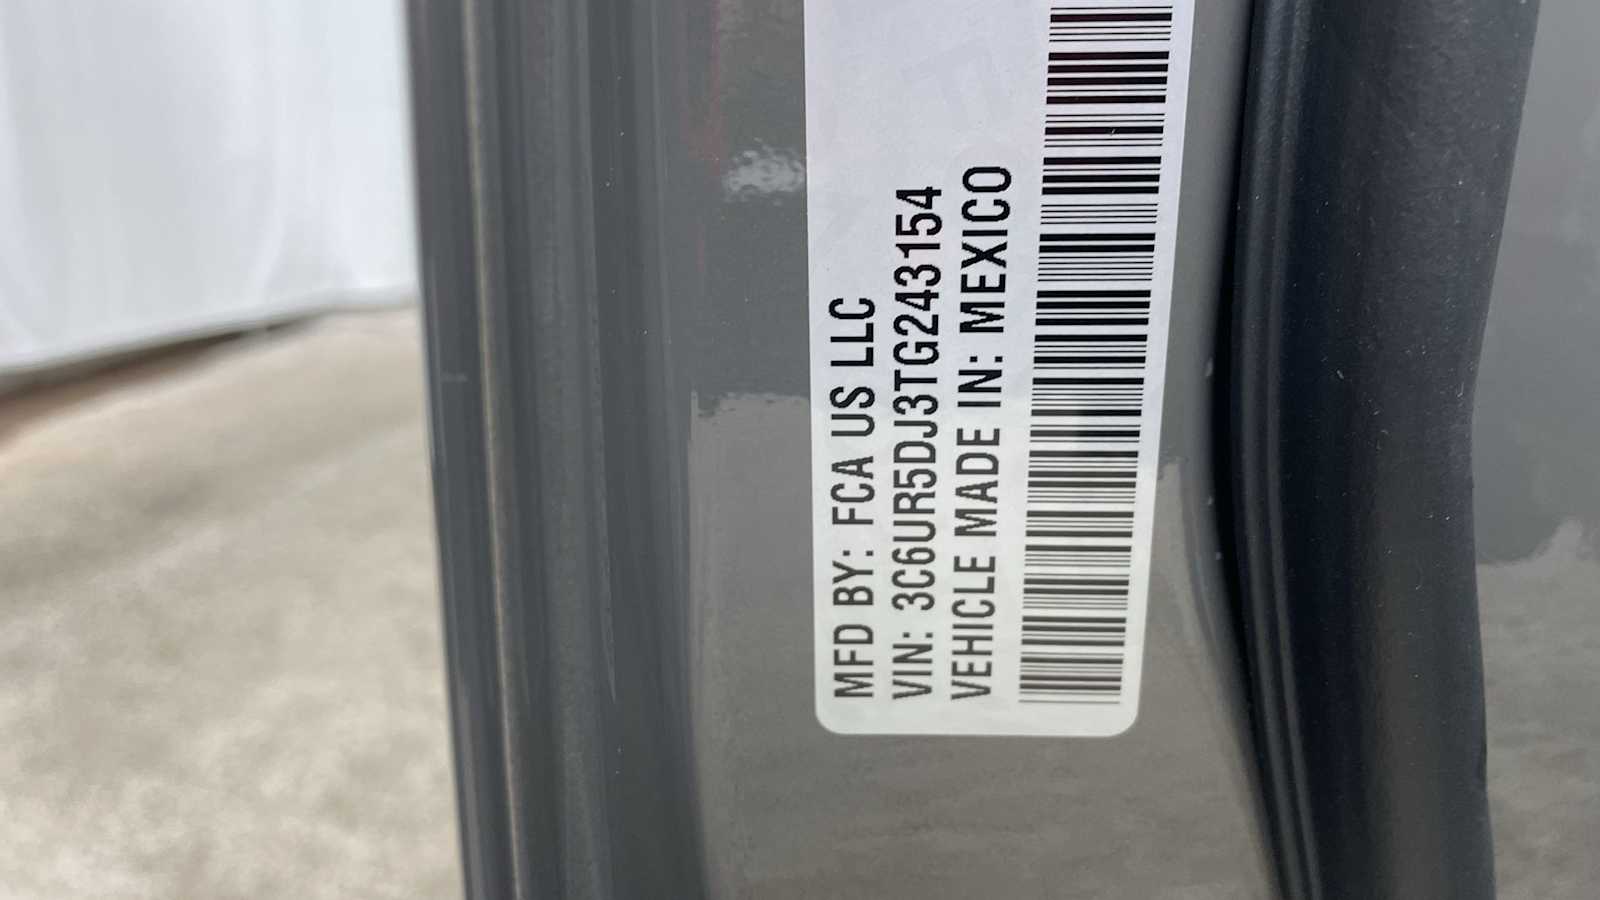 MFD BY: FCA US LLC
VIN: 3C6UR5DJ3TG243154
VEHICLE MADE IN: MEXICO